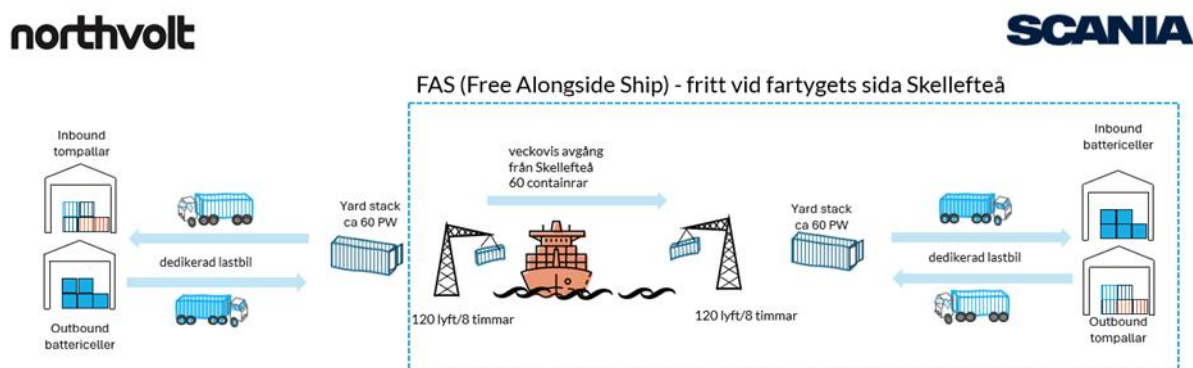 northvolt
SCANIA
FAS (Free Alongside Ship) - fritt vid fartygets sida Skellefteå
Inbound
tompallar
dedikerad lastbil
Outbound
battericeller
Yard stack
ca 60 PW
veckovis avgång
från Skellefteå
60 containrar
120 lyft/8 timmar
120 lyft/8 timmar
Yard stack
ca 60 PW
dedikerad lastbil
Inbound
battericeller
Outbound
tompallar